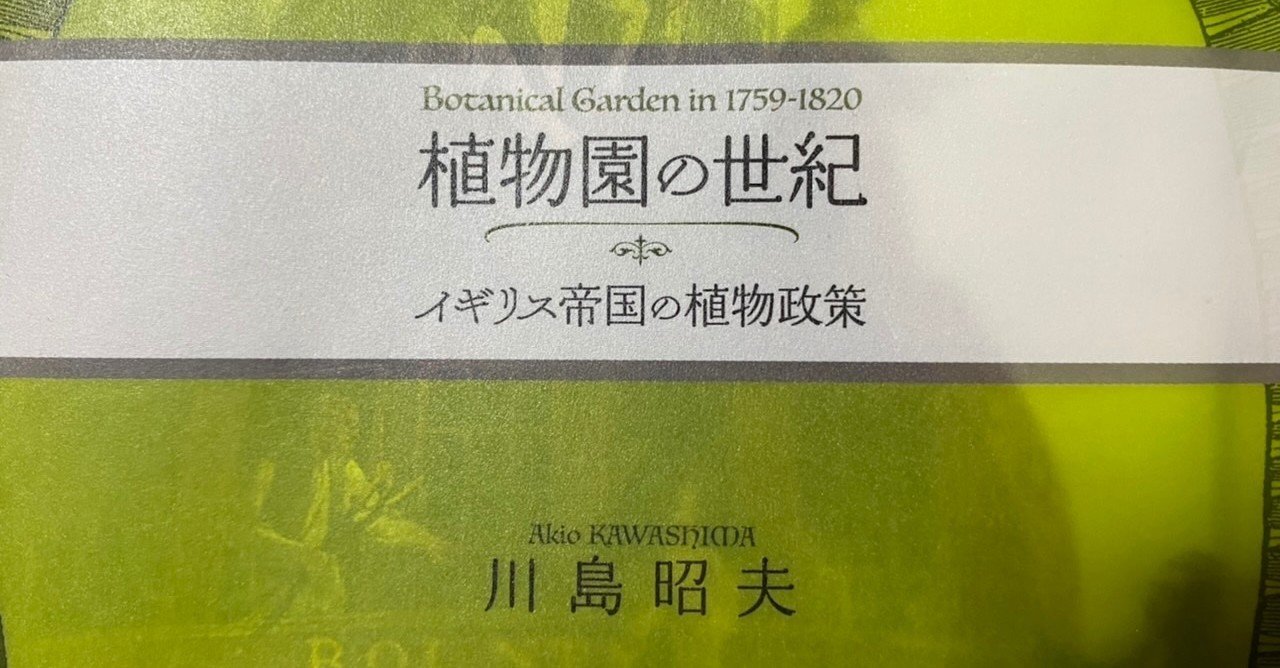 Botanical Garden in 1759-1820
植物園の世紀
イギリス帝国の植物政策
Akio KAWASHIMA
川島昭夫